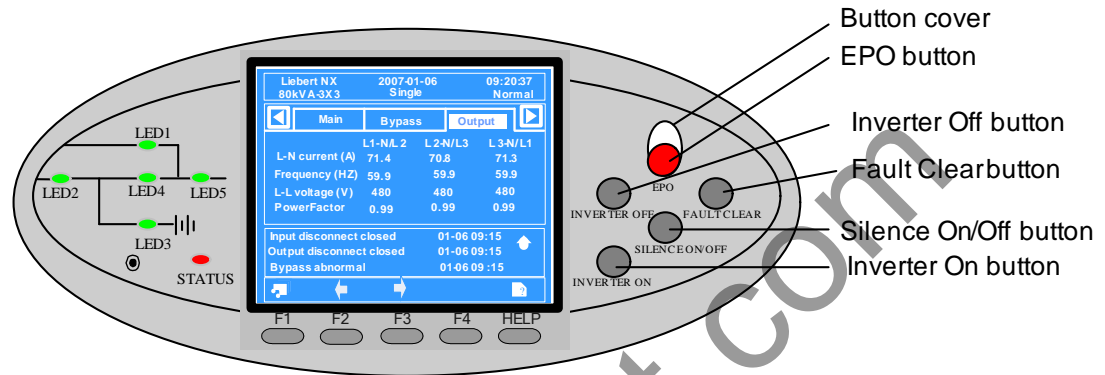 Button cover
EPO button
Inverter Off button
Fault Clearbutton
Silence On/Off button
Inverter On button
LED1
LED2
LED4
LED5
LED3
STATUS
Liebert NX 2007-01-06 09:20:37
80kVA-3X3 Single Normal
Main Bypass Output
L1-N/L2 L2-N/L3 L3-N/L1
L-N current (A) 71.4 70.8 71.3
Frequency (HZ) 59.9 59.9 59.9
L-L voltage (V) 480 480 480
PowerFactor 0.99 0.99 0.99
Input disconnect closed 01-06 09:15
Output disconnect closed 01-06 09:15
Bypass abnormal 01-06 09:15
?
F1 F2 F3 F4 HELP
EPO
INVERTER OFF FAULT CLEAR
SILENCE ON/OFF
INVERTER ON
t com